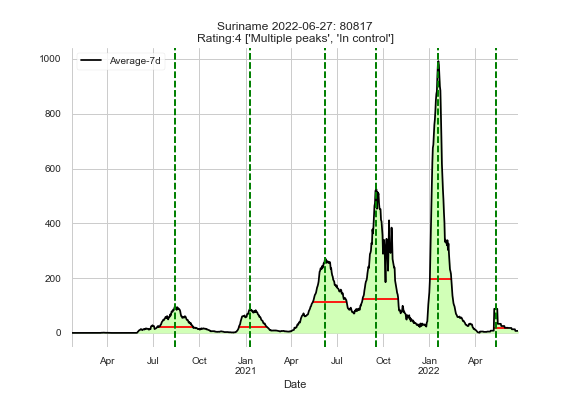 Suriname 2022-06-27: 80817
Rating:4 ['Multiple peaks', 'In control']
Average-7d
1000
800
600
400
200
0
Apr Jul Oct Jan Apr Jul Oct Jan Apr
2021 2022
Date